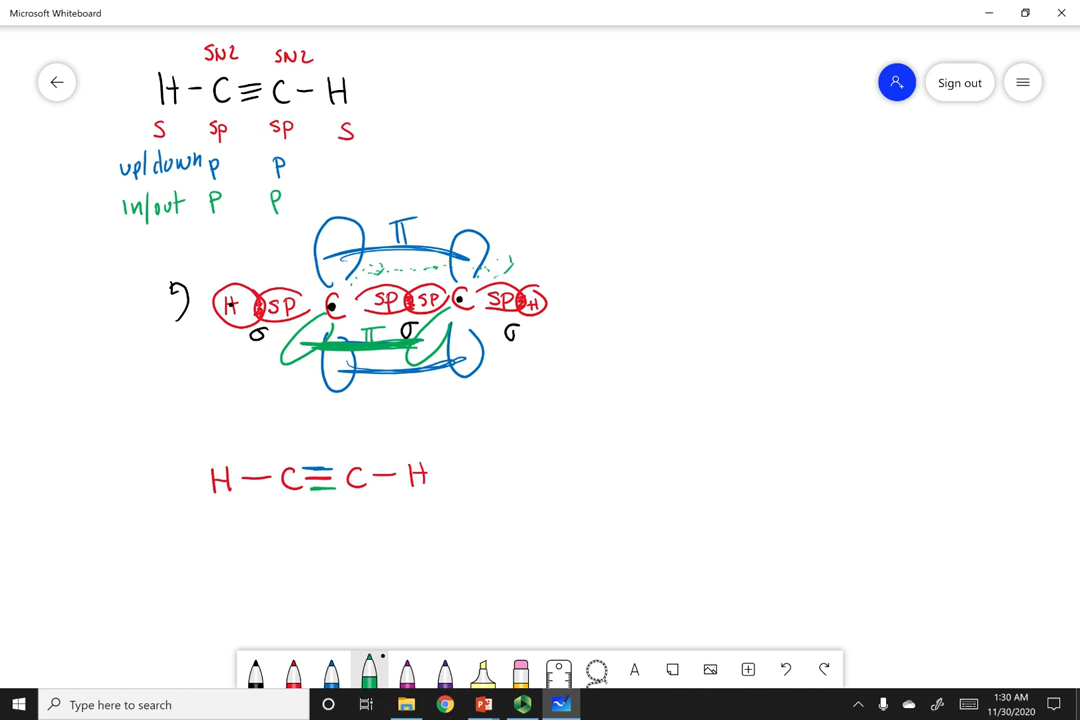 Microsoft Whiteboard
Sign out
SN2 SN2
H-C≡C-H
S SP SP S
up/down P P
in/out P P
π
H SP C SP SP C SP H
σ π σ σ
H-C≡C-H
A
Type here to search
1:30 AM
11/30/2020